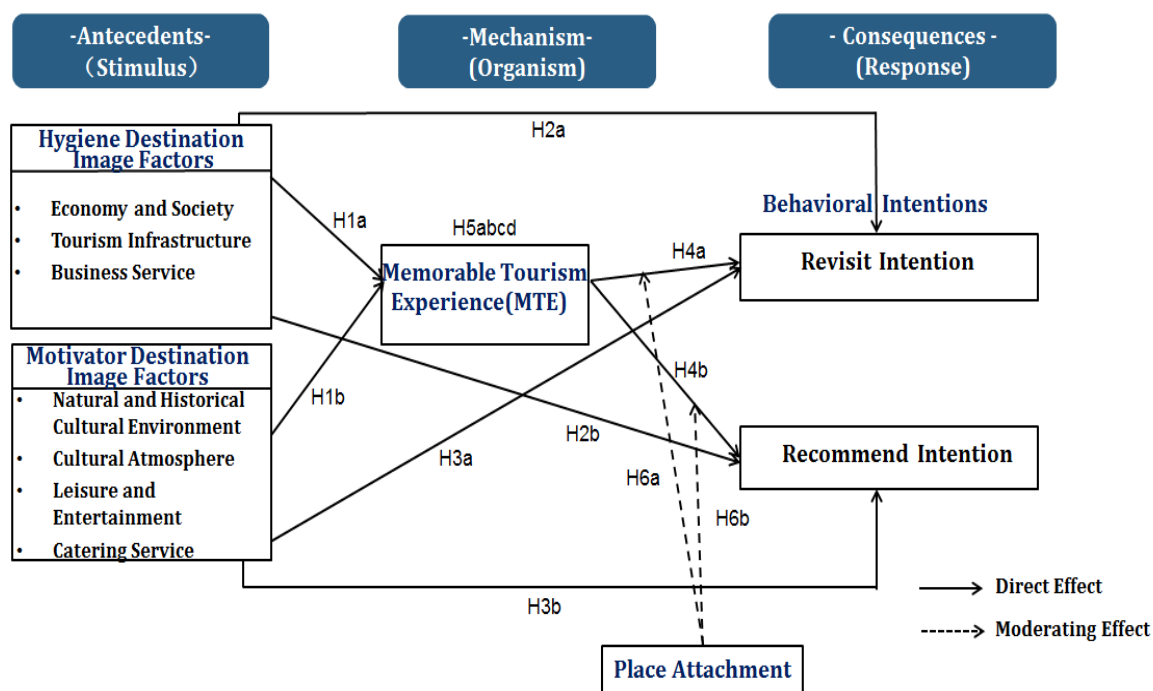 -Antecedents-
（Stimulus）
-Mechanism-
(Organism)
- Consequences -
(Response)
H2a
Hygiene Destination
Image Factors
• Economy and Society
• Tourism Infrastructure
• Business Service
H1a
H5abcd
Memorable Tourism
Experience(MTE)
H4a
Behavioral Intentions
Revisit Intention
Motivator Destination
Image Factors
• Natural and Historical
Cultural Environment
• Cultural Atmosphere
• Leisure and
Entertainment
• Catering Service
H1b
H4b
H2b
H3a
H6a
H6b
Recommend Intention
H3b
Direct Effect
Moderating Effect
Place Attachment